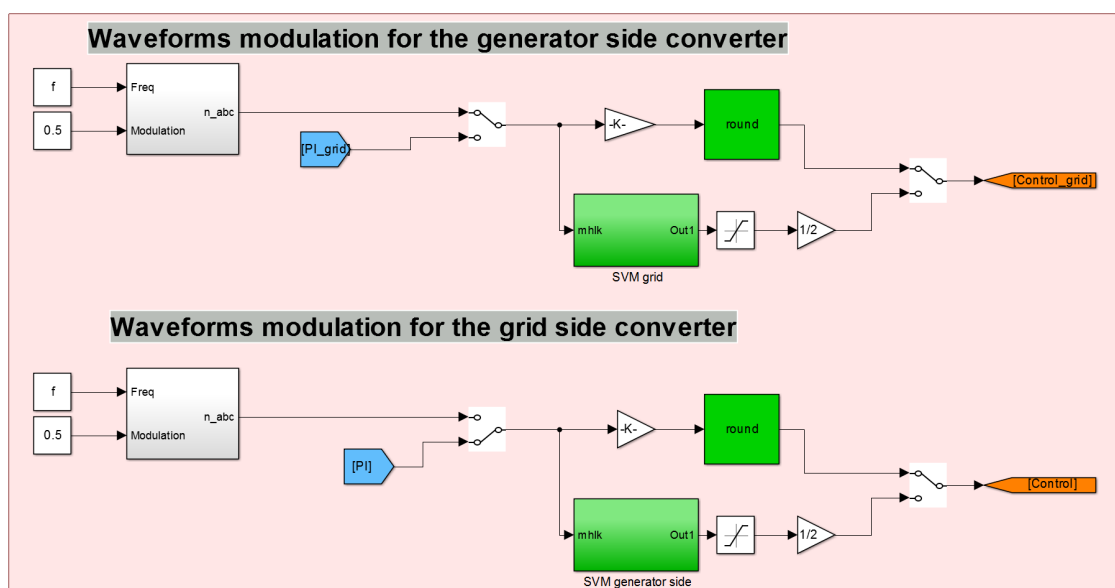 Waveforms modulation for the generator side converter
f
Freq
n_abc
0.5
Modulation
[PI_grid]
-K-
round
[Control_grid]
mhlk
Out1
1/2
SVM grid
Waveforms modulation for the grid side converter
f
Freq
n_abc
0.5
Modulation
[PI]
-K-
round
[Control]
mhlk
Out1
1/2
SVM generator side